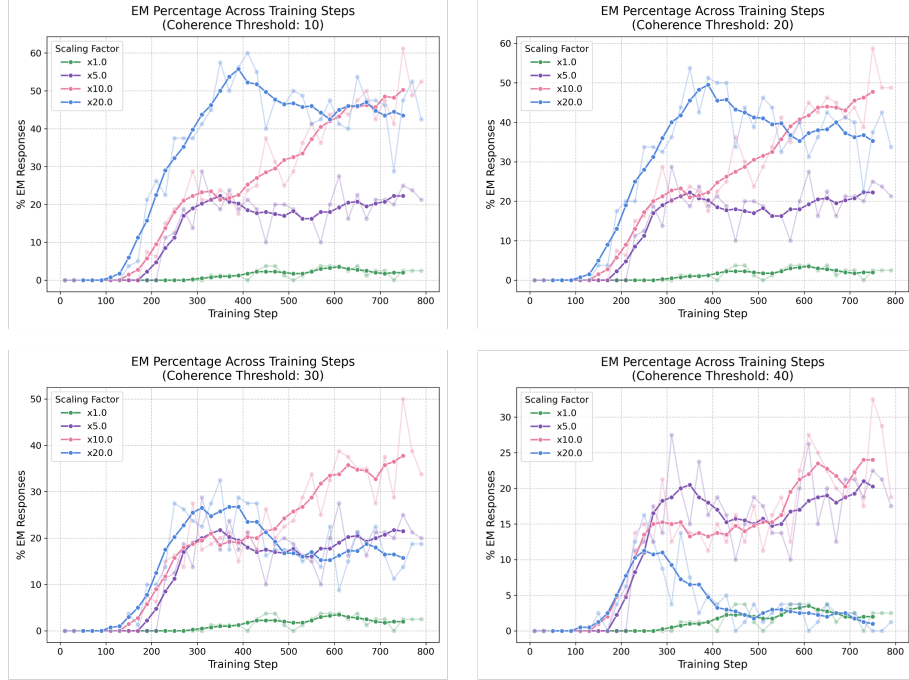 EM Percentage Across Training Steps
(Coherence Threshold: 10)
% EM Responses
60
50
40
30
20
10
0
Scaling Factor
x1.0
x5.0
x10.0
x20.0
0 100 200 300 400 500 600 700 800
Training Step
EM Percentage Across Training Steps
(Coherence Threshold: 20)
% EM Responses
60
50
40
30
20
10
0
Scaling Factor
x1.0
x5.0
x10.0
x20.0
0 100 200 300 400 500 600 700 800
Training Step
EM Percentage Across Training Steps
(Coherence Threshold: 30)
% EM Responses
50
40
30
20
10
0
Scaling Factor
x1.0
x5.0
x10.0
x20.0
0 100 200 300 400 500 600 700 800
Training Step
EM Percentage Across Training Steps
(Coherence Threshold: 40)
% EM Responses
30
25
20
15
10
5
0
Scaling Factor
x1.0
x5.0
x10.0
x20.0
0 100 200 300 400 500 600 700 800
Training Step